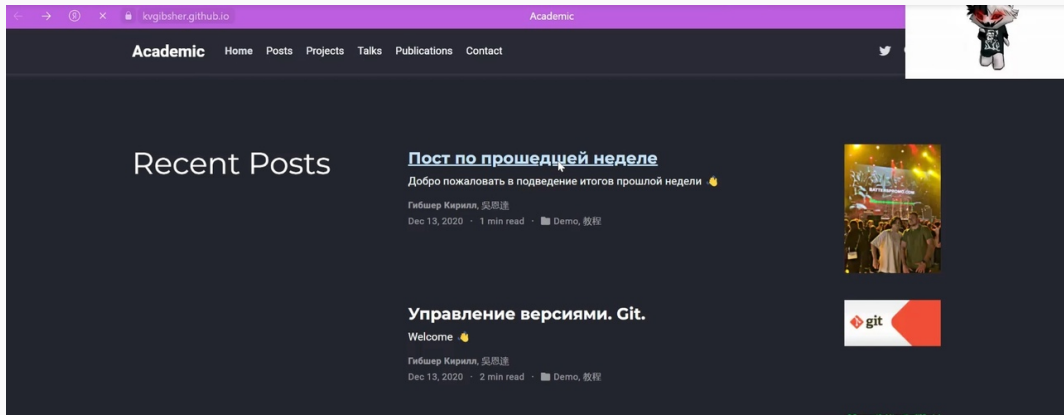 kvgibsher.github.io
Academic
Academic Home Posts Projects Talks Publications Contact
Recent Posts
Пост по прошедшей неделе
Добро пожаловать в подведение итогов прошлой недели 👋
Гибшер Кирилл, 吳恩達
Dec 13, 2020 · 1 min read · Demo, 教程
Управление версиями. Git.
Welcome 👋
Гибшер Кирилл, 吳恩達
Dec 13, 2020 · 2 min read · Demo, 教程
git